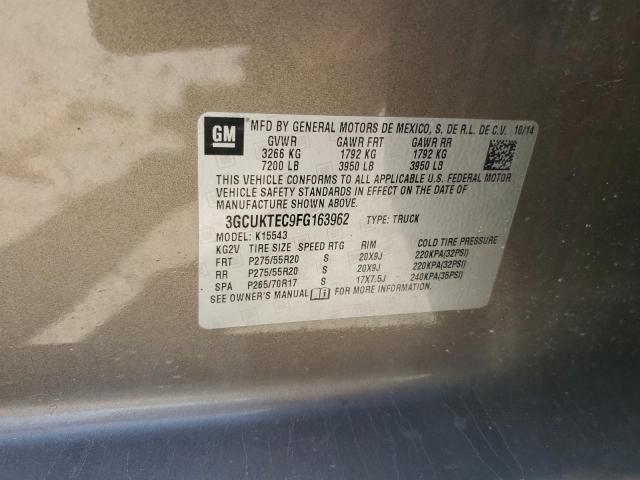 GM
MFD BY GENERAL MOTORS DE MEXICO, S. DE R.L. DE C.V. 10/14
GVWR GAWR FRT GAWR RR
3266 KG 1792 KG 1792 KG
7200 LB 3950 LB 3950 LB
THIS VEHICLE CONFORMS TO ALL APPLICABLE U.S. FEDERAL MOTOR
VEHICLE SAFETY STANDARDS IN EFFECT ON THE DATE OF
MANUFACTURE SHOWN ABOVE.
3GCUKTEC9FG163962 TYPE: TRUCK
MODEL: K15543
KG2V TIRE SIZE SPEED RTG RIM COLD TIRE PRESSURE
FRT P275/55R20 S 20X9J 220KPA(32PSI)
RR P275/55R20 S 20X9J 220KPA(32PSI)
SPA P265/70R17 S 17X7.5J 240KPA(35PSI)
SEE OWNER'S MANUAL FOR MORE INFORMATION.